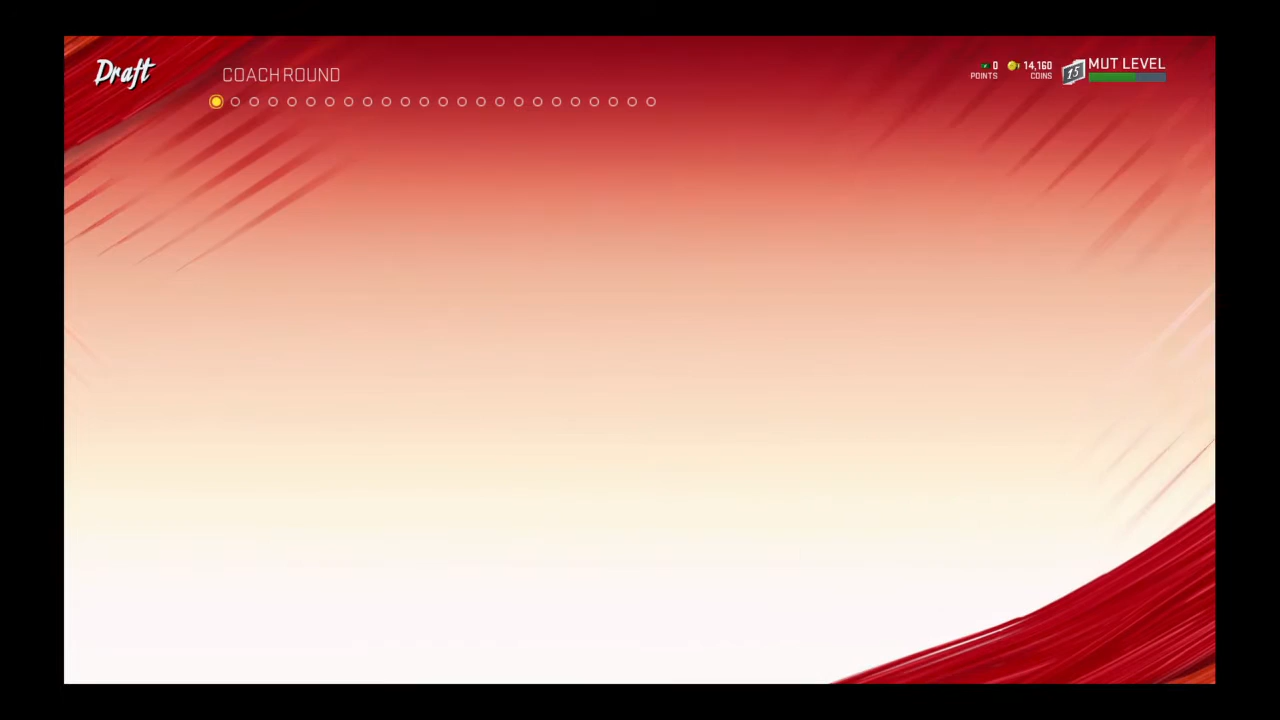 Draft
COACH ROUND
0
POINTS
14,160
COINS
15
MUT LEVEL